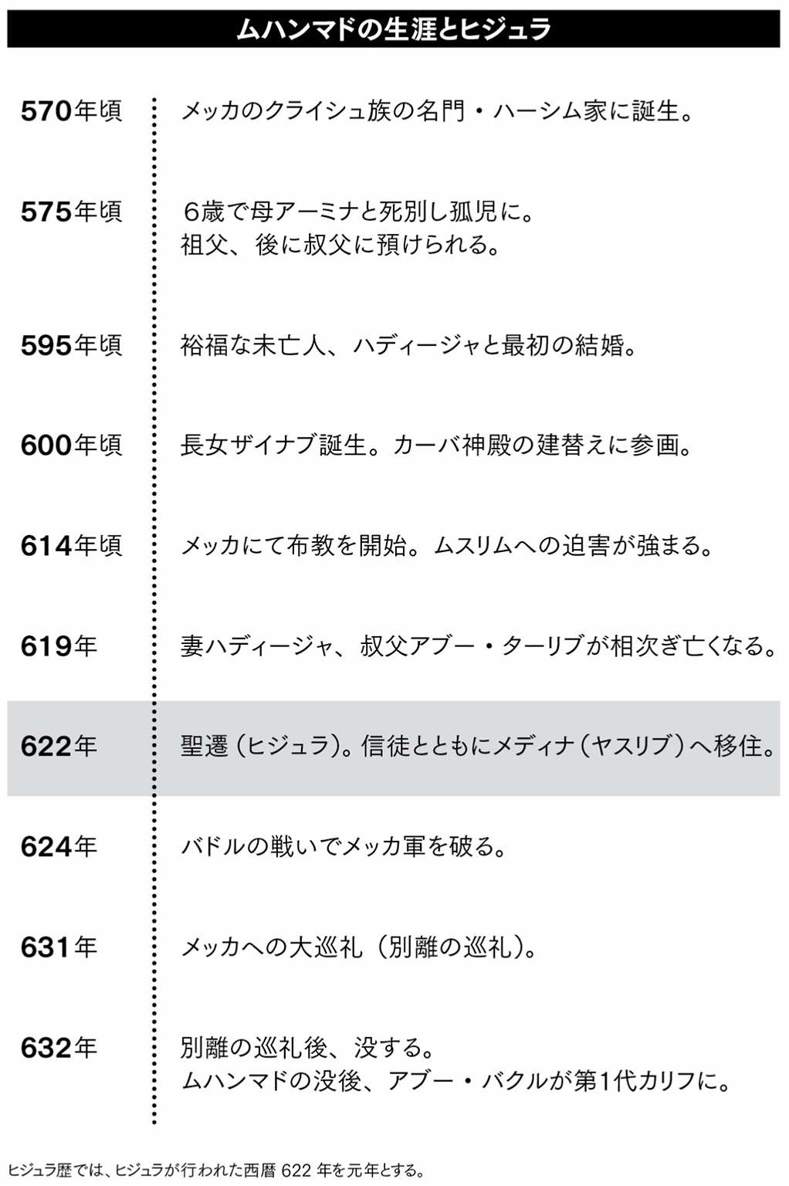 ムハンマドの生涯とヒジュラ
570年頃 メッカのクライシュ族の名門・ハーシム家に誕生。
575年頃 6歳で母アーミナと死別し孤児に。
祖父、後に叔父に預けられる。
595年頃 裕福な未亡人、ハディージャと最初の結婚。
600年頃 長女ザイナブ誕生。カーバ神殿の建替えに参画。
614年頃 メッカにて布教を開始。ムスリムへの迫害が強まる。
619年 妻ハディージャ、叔父アブー・ターリブが相次ぎ亡くなる。
622年 聖遷(ヒジュラ)。信徒とともにメディナ(ヤスリブ)へ移住。
624年 バドルの戦いでメッカ軍を破る。
631年 メッカへの大巡礼(別離の巡礼)。
632年 別離の巡礼後、没する。
ムハンマドの没後、アブー・バクルが第1代カリフに。
ヒジュラ歴では、ヒジュラが行われた西暦 622 年を元年とする。